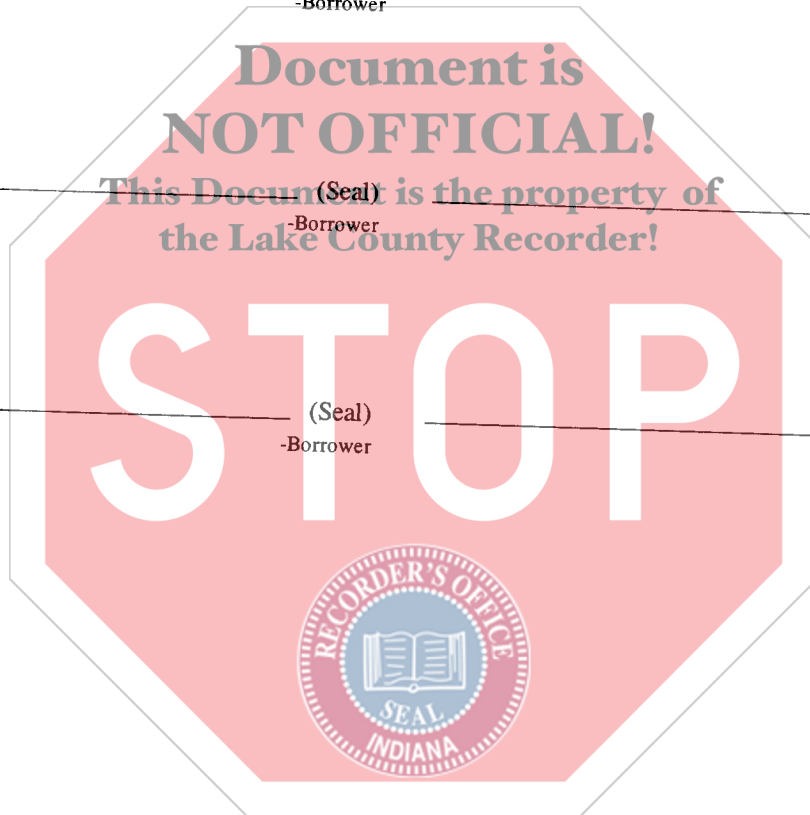 -Borrower
Document is
NOT OFFICIAL!
(Seal)
This Document is the property of
-Borrower
the Lake County Recorder!
STOP
(Seal)
-Borrower
RECORDER'S OFFICE
SEAL
INDIANA